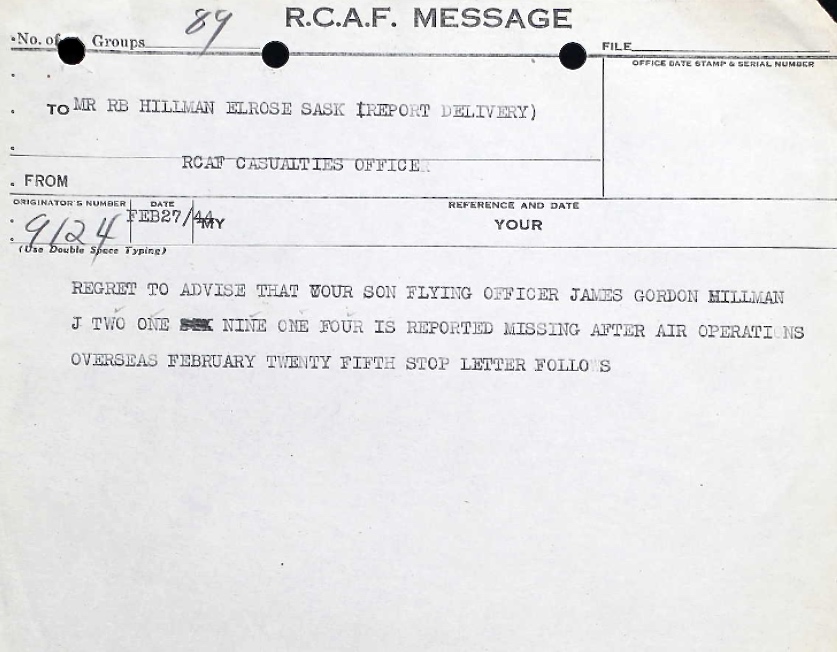 89
R.C.A.F. MESSAGE
No. of Groups
FILE
OFFICE DATE STAMP & SERIAL NUMBER
TO MR RB HILLMAN ELROSE SASK (REPORT DELIVERY)
RCAF CASUALTIES OFFICE
FROM
ORIGINATOR'S NUMBER DATE REFERENCE AND DATE
9124 FEB27/44 MY YOUR
(Use Double Space Typing)
REGRET TO ADVISE THAT YOUR SON FLYING OFFICER JAMES GORDON HILLMAN
J TWO ONE NINE ONE FOUR IS REPORTED MISSING AFTER AIR OPERATIONS
OVERSEAS FEBRUARY TWENTY FIFTH STOP LETTER FOLLOWS